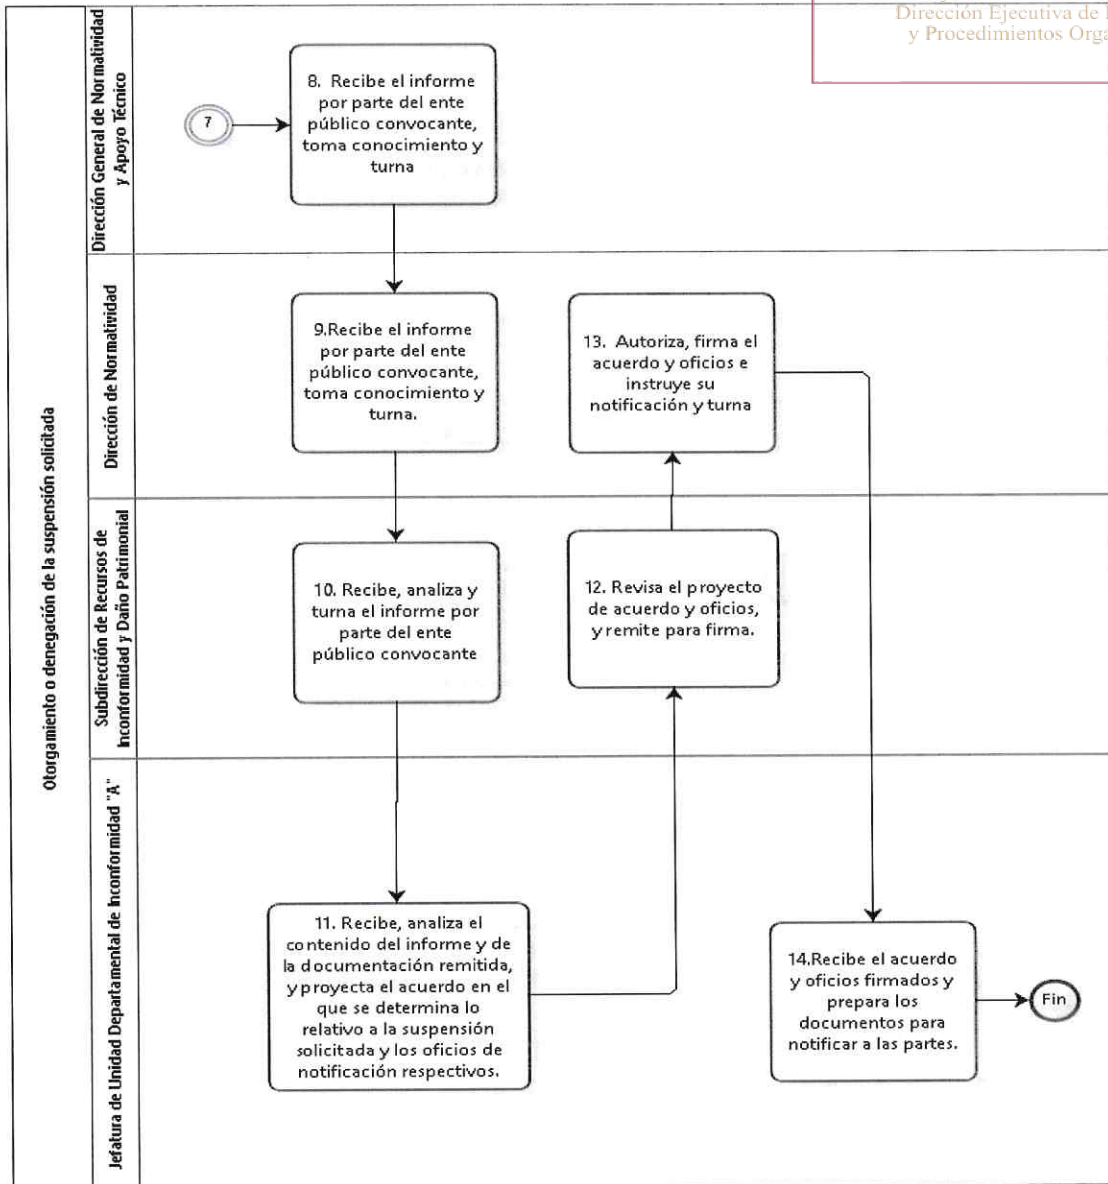 Dirección Ejecutiva de
y Procedimientos Orga
Otorgamiento o denegación de la suspensión solicitada
Dirección General de Normatividad
y Apoyo Técnico
7
8. Recibe el informe
por parte del ente
público convocante,
toma conocimiento y
turna
Dirección de Normatividad
9.Recibe el informe
por parte del ente
público convocante,
toma conocimiento y
turna.
13. Autoriza, firma el
acuerdo y oficios e
instruye su
notificación y turna
Subdirección de Recursos de
Inconformidad y Daño Patrimonial
10. Recibe, analiza y
turna el informe por
parte del ente
público convocante
12. Revisa el proyecto
de acuerdo y oficios,
y remite para firma.
Jefatura de Unidad Departamental de Inconformidad "A"
11. Recibe, analiza el
contenido del informe y de
la documentación remitida,
y proyecta el acuerdo en el
que se determina lo
relativo a la suspensión
solicitada y los oficios de
notificación respectivos.
14.Recibe el acuerdo
y oficios firmados y
prepara los
documentos para
notificar a las partes.
Fin